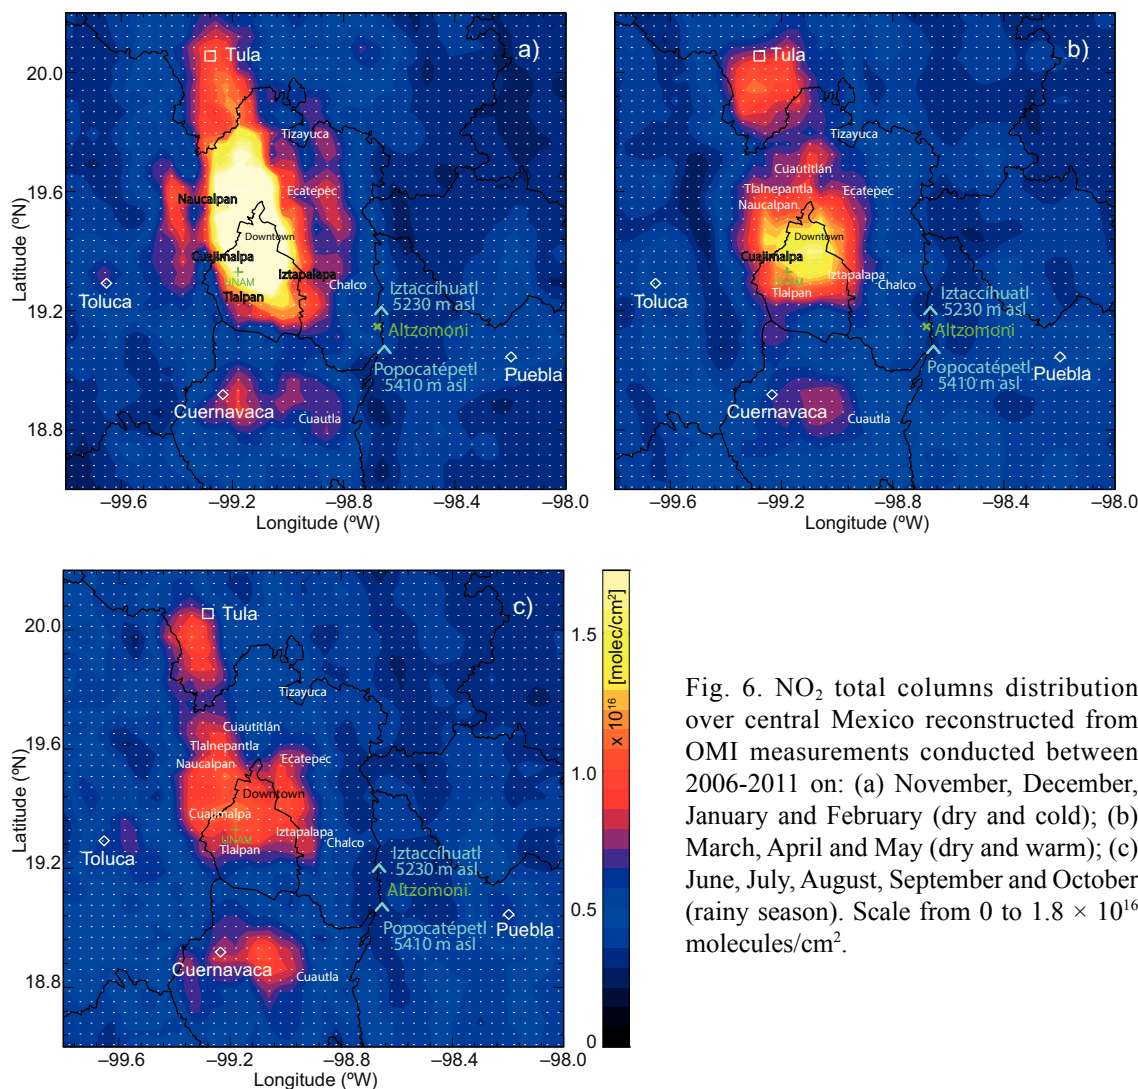 a)
Tula
Tizayuca
Ecatepec
Naucalpan
Downtown
Cuajimalpa
UNAM
Iztapalapa
Tlalpan
Chalco
Toluca
Iztaccihuatl
5230 m asl
Altzomoni
Popocatépetl
5410 m asl
Puebla
Cuernavaca
Cuautla
20.0
19.6
19.2
18.8
Latitude (ºN)
–99.6
–99.2
–98.8
–98.4
–98.0
Longitude (ºW)
b)
Tula
Tizayuca
Cuautitlán
Tlalnepantla
Ecatepec
Naucalpan
Downtown
Cuajimalpa
UNAM
Iztapalapa
Tlalpan
Chalco
Toluca
Iztaccihuatl
5230 m asl
Altzomoni
Popocatépetl
5410 m asl
Puebla
Cuernavaca
Cuautla
–99.6
–99.2
–98.8
–98.4
–98.0
Longitude (ºW)
c)
Tula
Tizayuca
Cuautitlán
Tlalnepantla
Naucalpan
Ecatepec
Downtown
Cuajimalpa
UNAM
Iztapalapa
Tlalpan
Chalco
Toluca
Iztaccihuatl
5230 m asl
Altzomoni
Popocatépetl
5410 m asl
Puebla
Cuernavaca
Cuautla
20.0
19.6
19.2
18.8
Latitude (ºN)
–99.6
–99.2
–98.8
–98.4
–98.0
Longitude (ºW)
1.5
1.0
0.5
0
x 10¹⁶ [molec/cm²]
Fig. 6. NO₂ total columns distribution
over central Mexico reconstructed from
OMI measurements conducted between
2006-2011 on: (a) November, December,
January and February (dry and cold); (b)
March, April and May (dry and warm); (c)
June, July, August, September and October
(rainy season). Scale from 0 to 1.8 × 10¹⁶
molecules/cm².